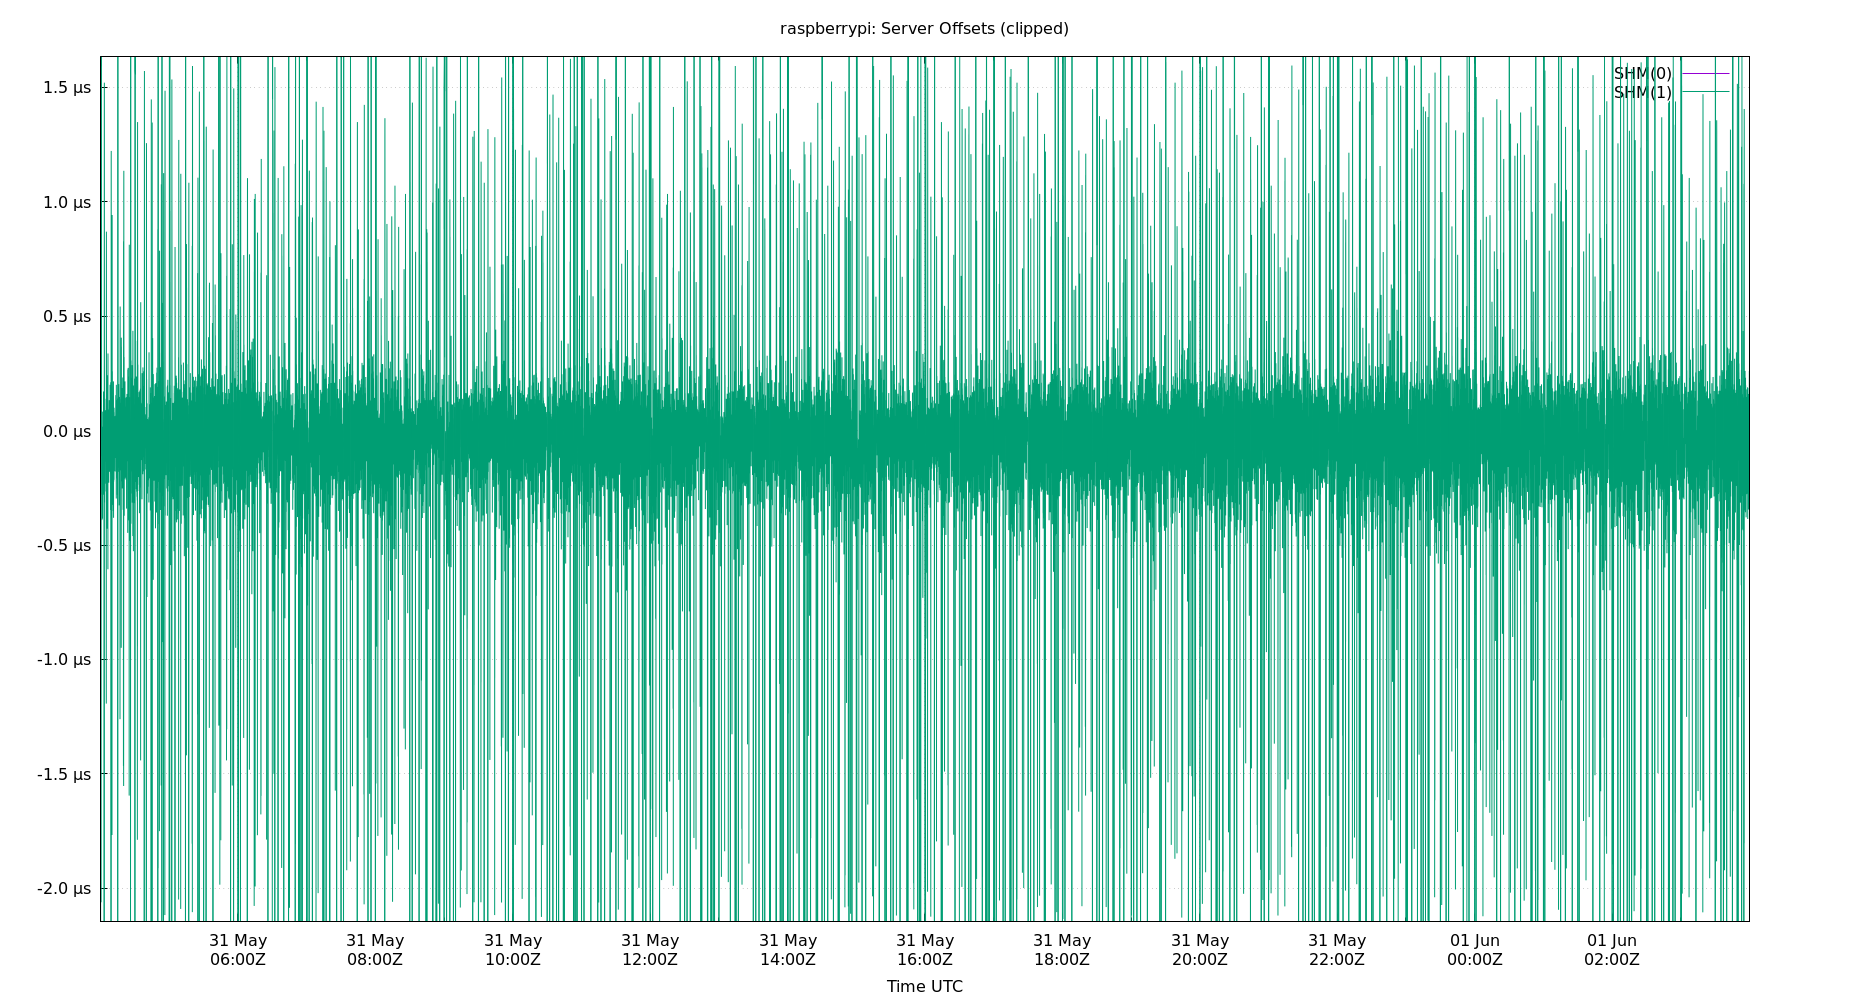 raspberrypi: Server Offsets (clipped)
SHM(0)
SHM(1)
1.5 µs
1.0 µs
0.5 µs
0.0 µs
-0.5 µs
-1.0 µs
-1.5 µs
-2.0 µs
31 May 31 May 31 May 31 May 31 May 31 May 31 May 31 May 31 May 01 Jun 01 Jun
06:00Z 08:00Z 10:00Z 12:00Z 14:00Z 16:00Z 18:00Z 20:00Z 22:00Z 00:00Z 02:00Z
Time UTC